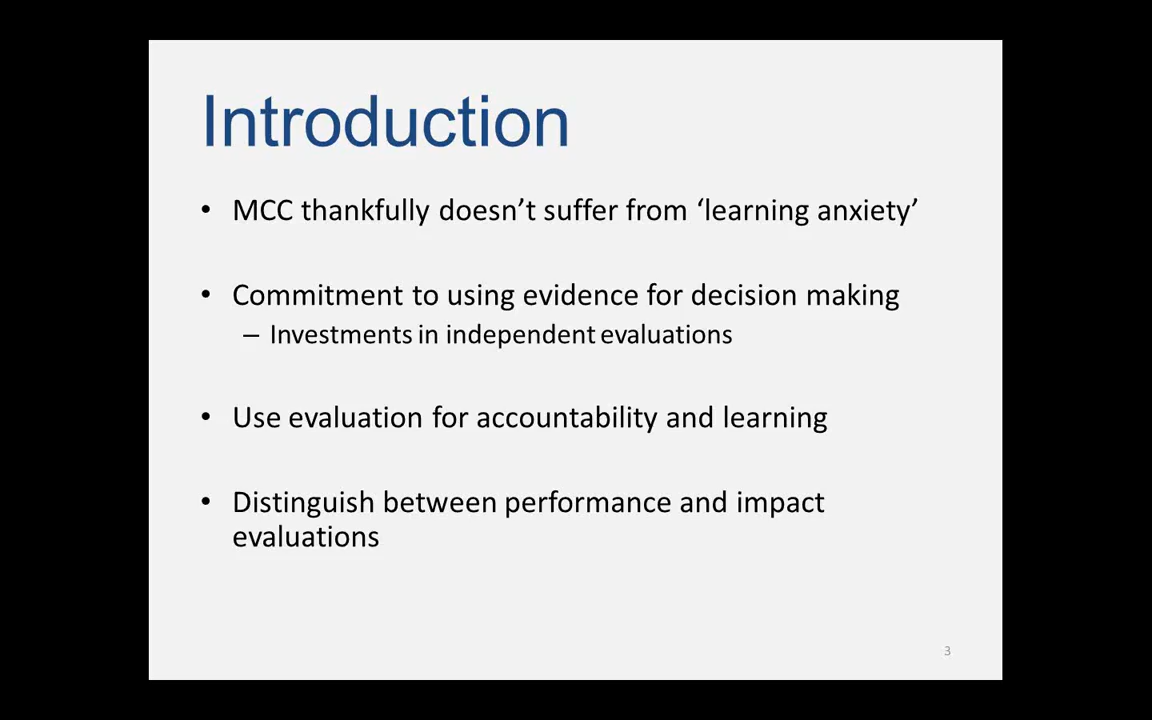 Introduction
• MCC thankfully doesn’t suffer from ‘learning anxiety’
• Commitment to using evidence for decision making
– Investments in independent evaluations
• Use evaluation for accountability and learning
• Distinguish between performance and impact
evaluations
3